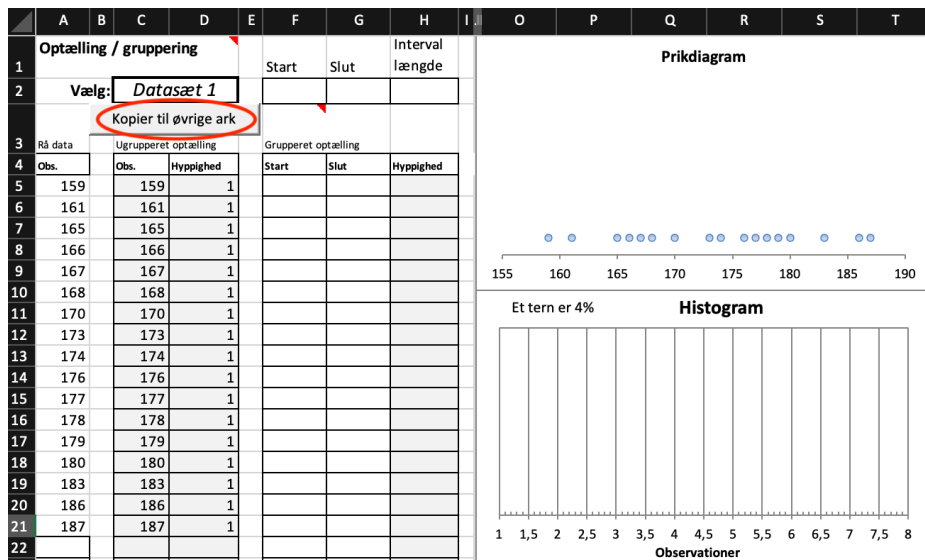 A B C D E F G H I J O P Q R S T
1 Optælling / gruppering Start Slut Interval længde
2 Vælg: Datasæt 1
Kopier til øvrige ark
3 Rå data Ugrupperet optælling Grupperet optælling
4 Obs. Obs. Hyppighed Start Slut Hyppighed
5 159 159 1
6 161 161 1
7 165 165 1
8 166 166 1
9 167 167 1
10 168 168 1
11 170 170 1
12 173 173 1
13 174 174 1
14 176 176 1
15 177 177 1
16 178 178 1
17 179 179 1
18 180 180 1
19 183 183 1
20 186 186 1
21 187 187 1
22
Prikdiagram
155 160 165 170 175 180 185 190
Et tern er 4% Histogram
1 1,5 2 2,5 3 3,5 4 4,5 5 5,5 6 6,5 7 7,5 8
Observationer